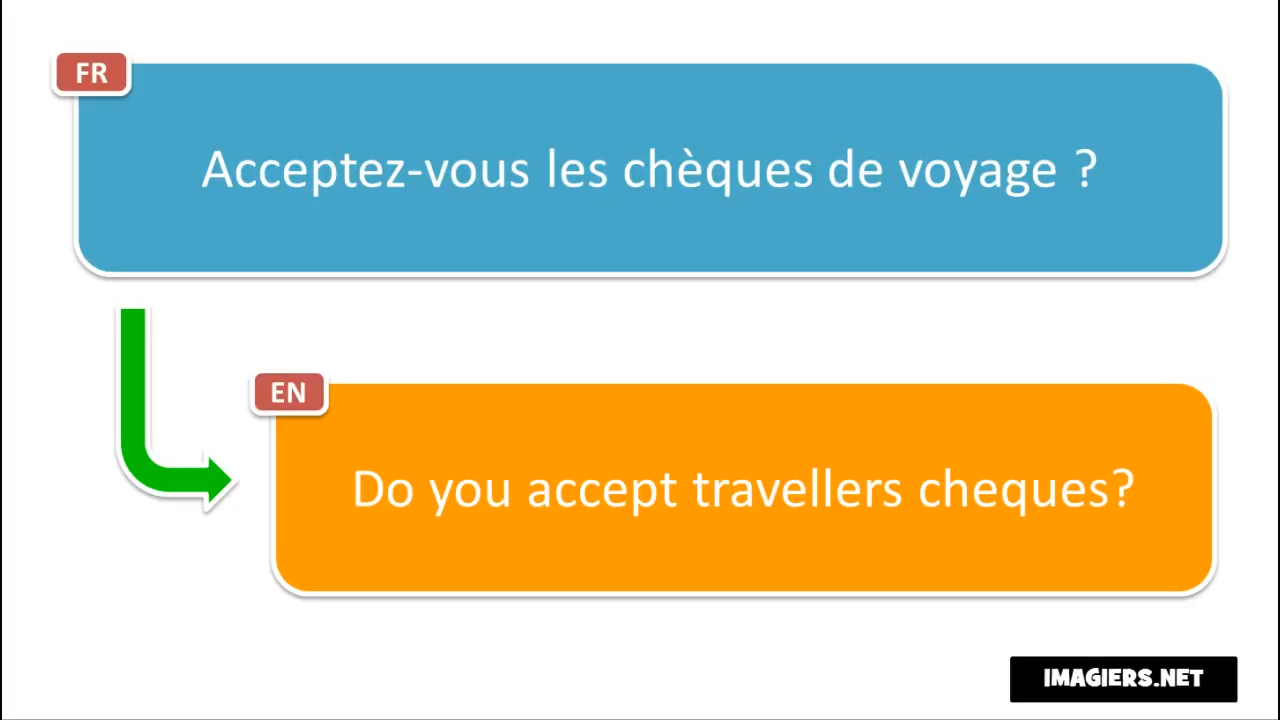 FR
Acceptez-vous les chèques de voyage ?
EN
Do you accept travellers cheques?
IMAGIERS.NET